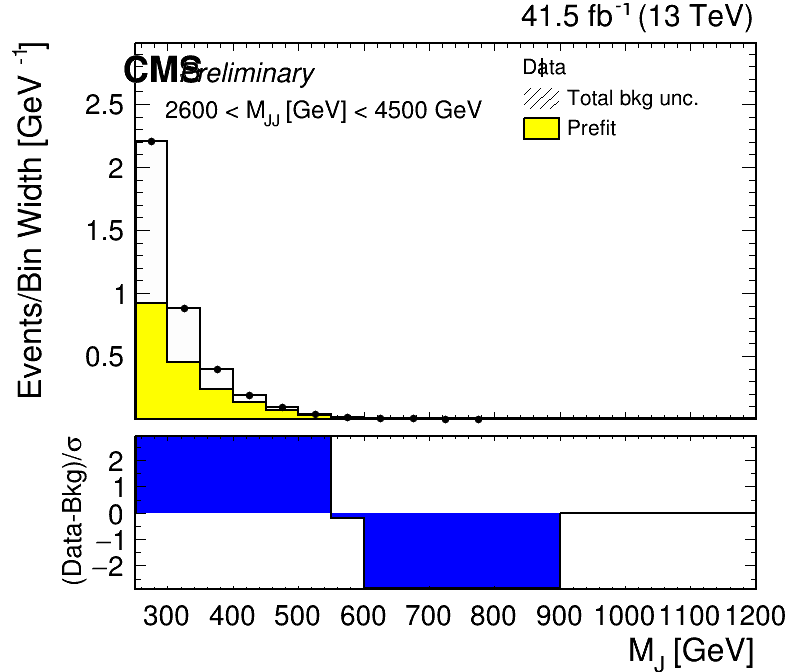 41.5 fb⁻¹ (13 TeV)
CMS Preliminary
Data
2600 < M_JJ [GeV] < 4500 GeV
Total bkg unc.
Prefit
Events/Bin Width [GeV⁻¹]
2.5
2
1.5
1
0.5
(Data-Bkg)/σ
2
1
0
−1
−2
300 400 500 600 700 800 900 1000 1100 1200
M_J [GeV]